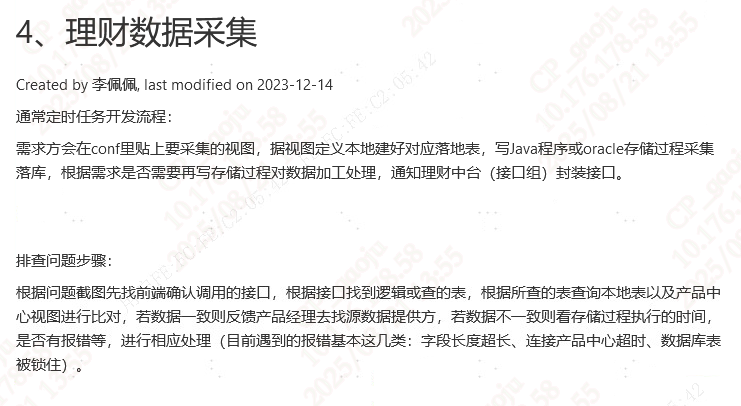 4、理财数据采集
Created by 李佩佩, last modified on 2023-12-14
通常定时任务开发流程：
需求方会在conf里贴上要采集的视图，据视图定义本地建好对应落地表，写Java程序或oracle存储过程采集
落库，根据需求是否需要再写存储过程对数据加工处理，通知理财中台（接口组）封装接口。
排查问题步骤：
根据问题截图先找前端确认调用的接口，根据接口找到逻辑或查的表，根据所查的表查询本地表以及产品中
心视图进行比对，若数据一致则反馈产品经理去找源数据提供方，若数据不一致则看存储过程执行的时间，
是否有报错等，进行相应处理（目前遇到的报错基本这几类：字段长度超长、连接产品中心超时、数据库表
被锁住）。
CP_gaoju
10.176.178.58
2025/08/21 13:55